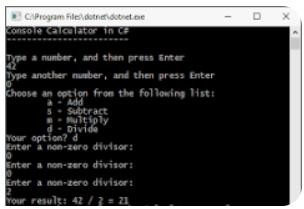 C:\Program Files\dotnet\dotnet.exe
Console Calculator in C#
------------------------
Type a number, and then press Enter
42
Type another number, and then press Enter
0
Choose an option from the following list:
a - Add
s - Subtract
m - Multiply
d - Divide
Your option? d
Enter a non-zero divisor:
0
Enter a non-zero divisor:
0
Enter a non-zero divisor:
2
Your result: 42 / 2 = 21